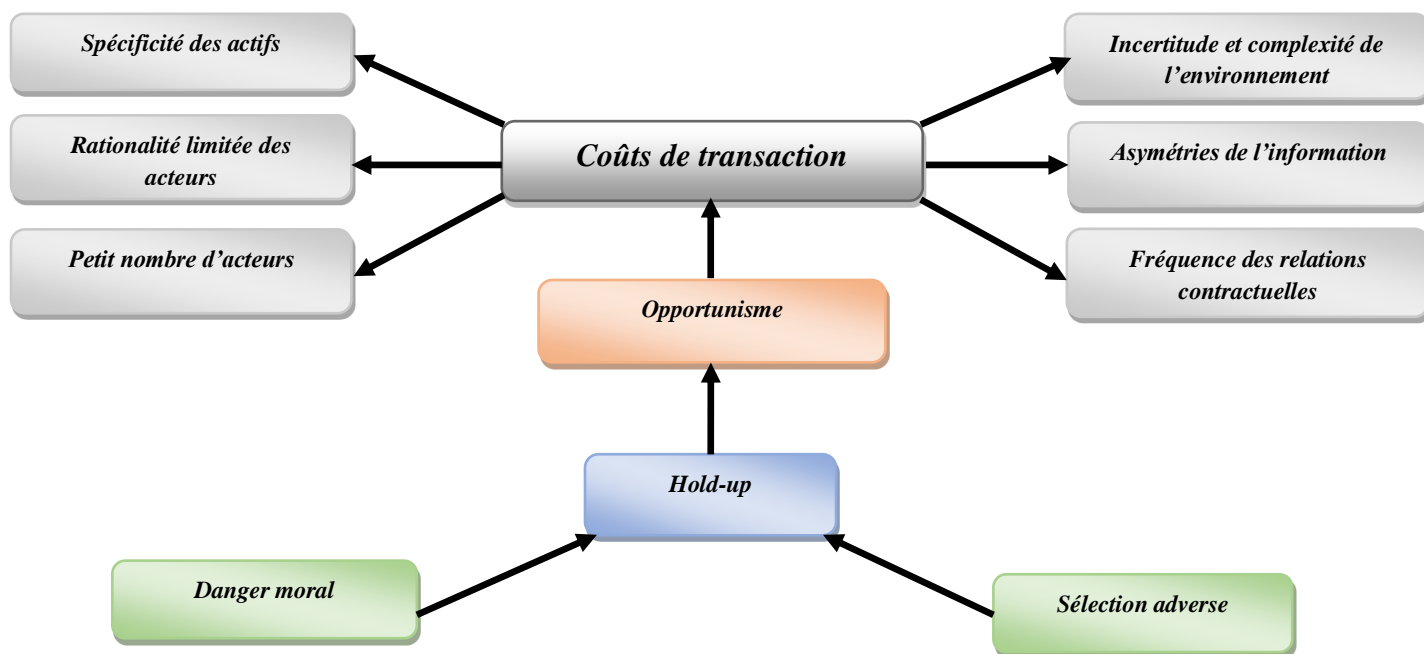 Spécificité des actifs
Incertitude et complexité de
l’environnement
Rationalité limitée des
acteurs
Coûts de transaction
Asymétries de l’information
Petit nombre d’acteurs
Fréquence des relations
contractuelles
Opportunisme
Hold-up
Danger moral
Sélection adverse